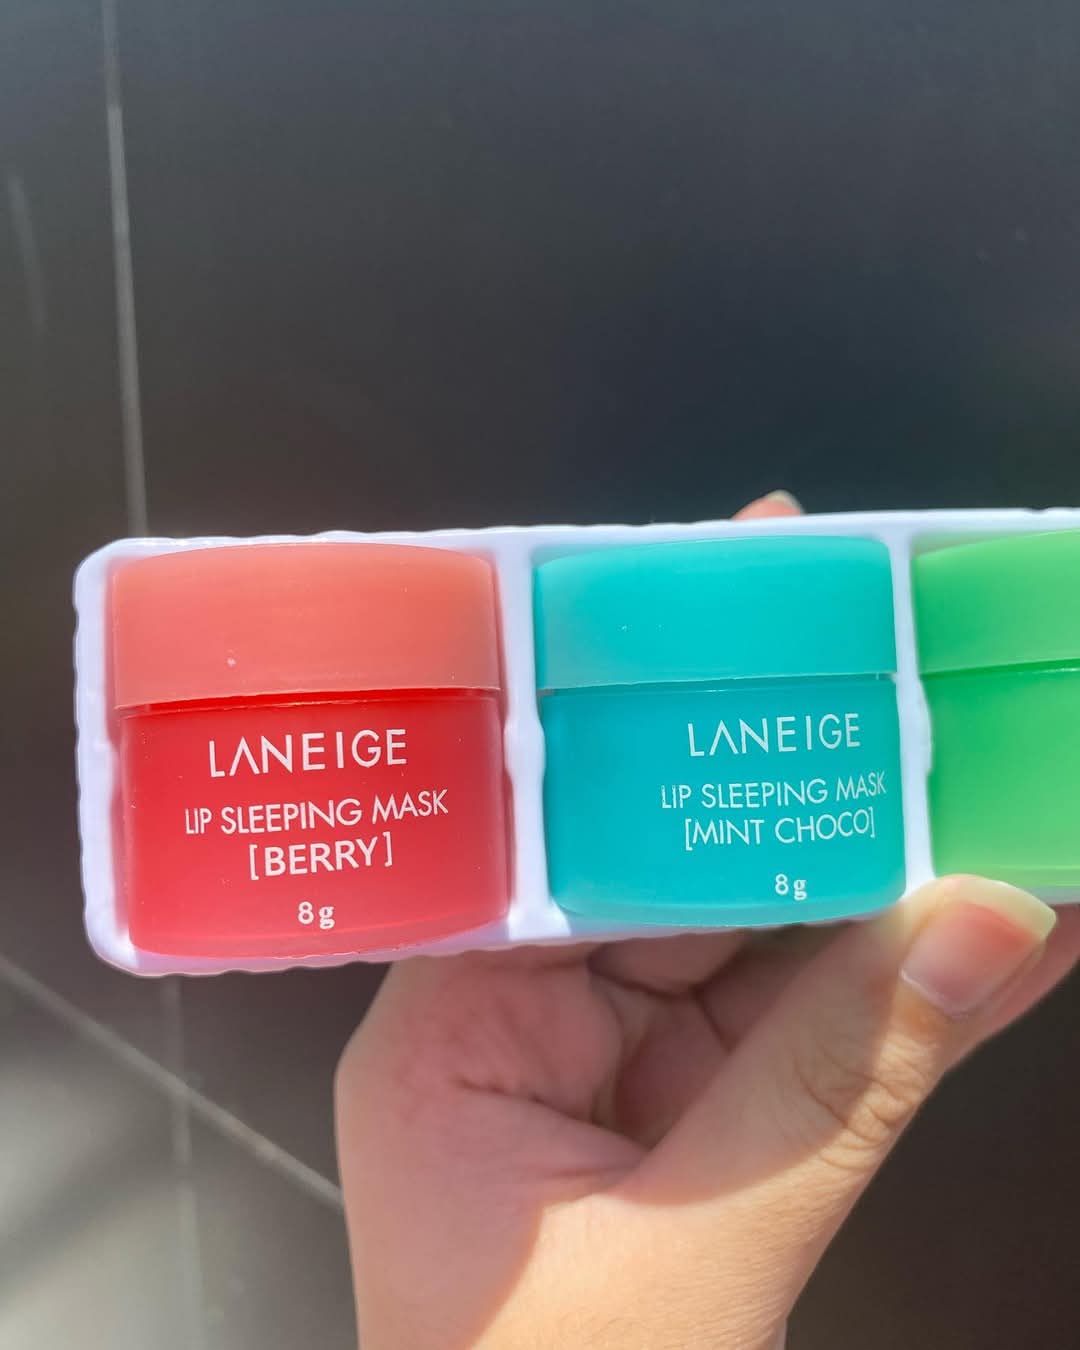 LANEIGE
LIP SLEEPING MASK
[BERRY]
8g
LANEIGE
LIP SLEEPING MASK
[MINT CHOCO]
8g